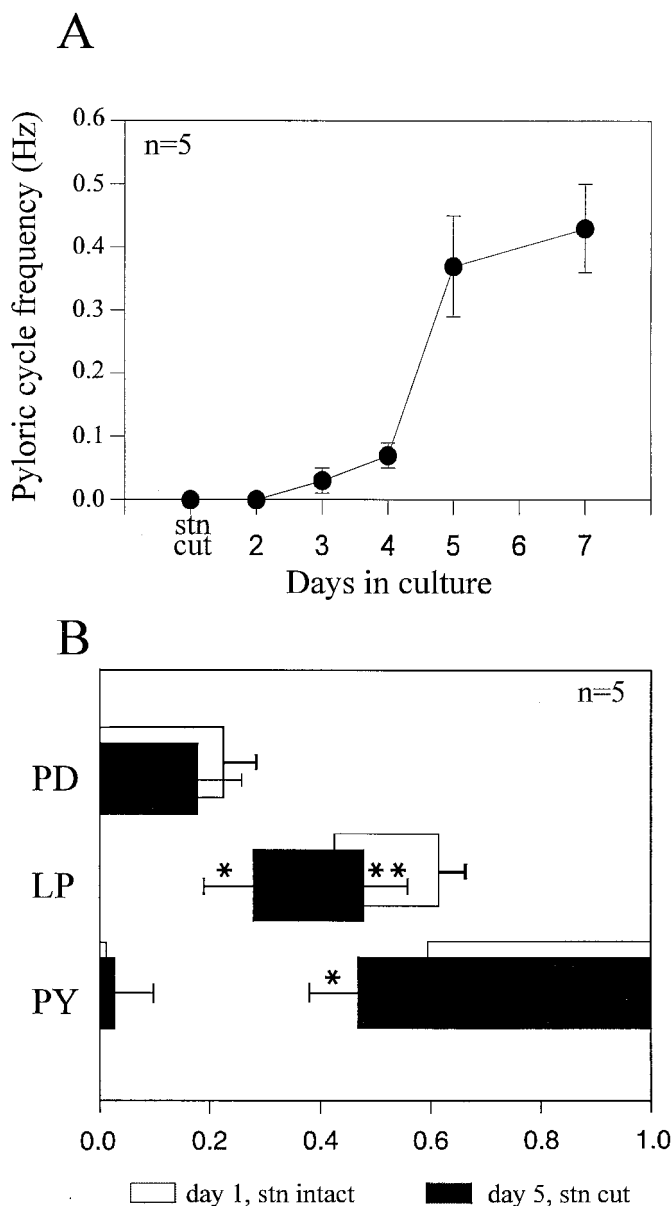 A
n=5
Pyloric cycle frequency (Hz)
0.6
0.5
0.4
0.3
0.2
0.1
0.0
stn
cut
2 3 4 5 6 7
Days in culture
B
n=5
PD
LP
* **
PY
*
0.0 0.2 0.4 0.6 0.8 1.0
day 1, stn intact day 5, stn cut